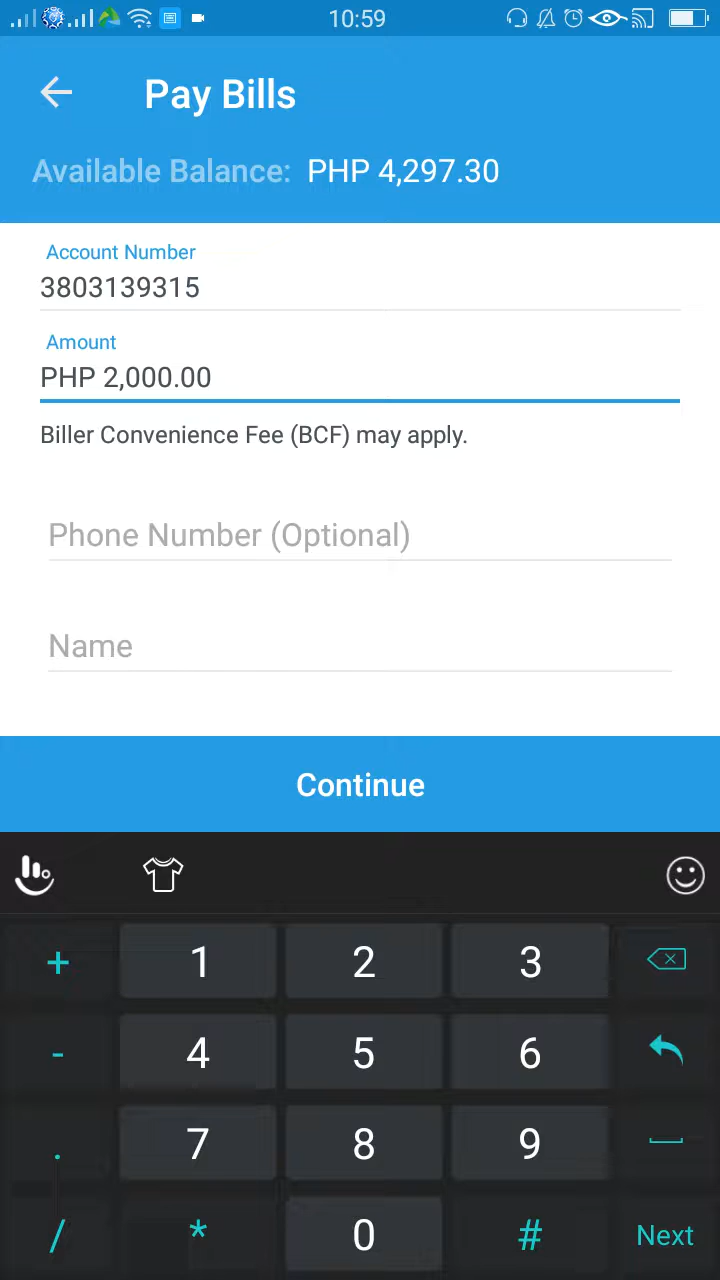 10:59
Pay Bills
Available Balance: PHP 4,297.30
Account Number
3803139315
Amount
PHP 2,000.00
Biller Convenience Fee (BCF) may apply.
Phone Number (Optional)
Name
Continue
+ 1 2 3
- 4 5 6
. 7 8 9
/ * 0 # Next